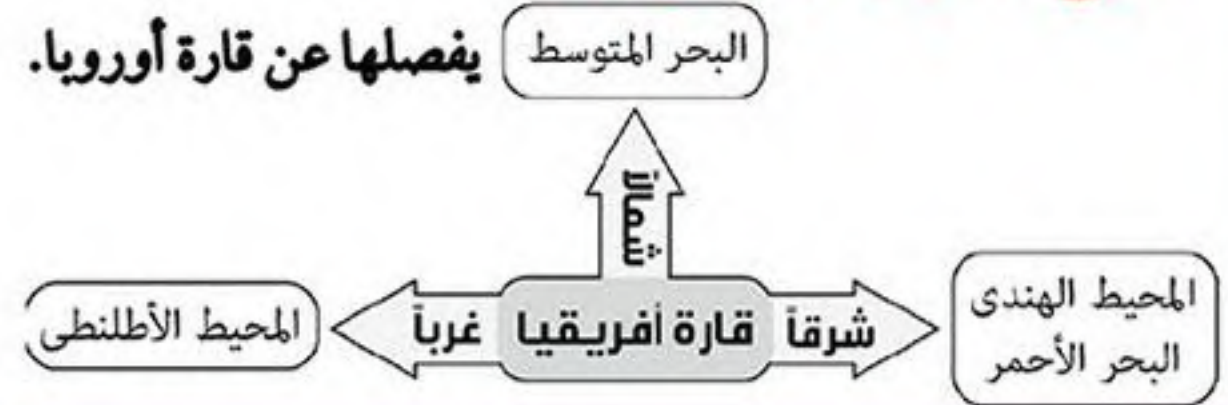 البحر المتوسط يفصلها عن قارة أوروبا.
شمالاً
المحيط الهندى
البحر الأحمر
شرقاً
قارة أفريقيا
غرباً
المحيط الأطلنطى